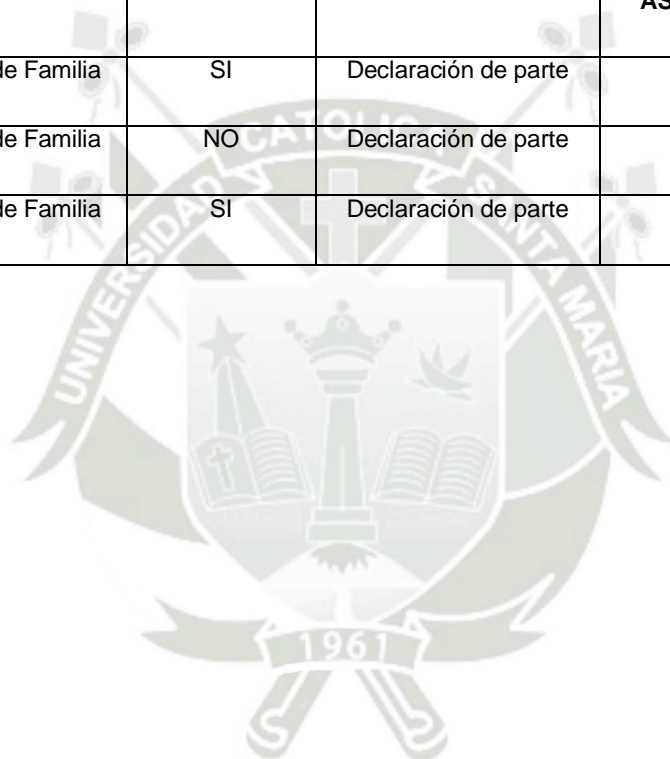 AS
de Familia SI Declaración de parte
de Familia NO Declaración de parte
de Familia SI Declaración de parte
UNIVERSIDAD CATOLICA SANTA MARIA
1961